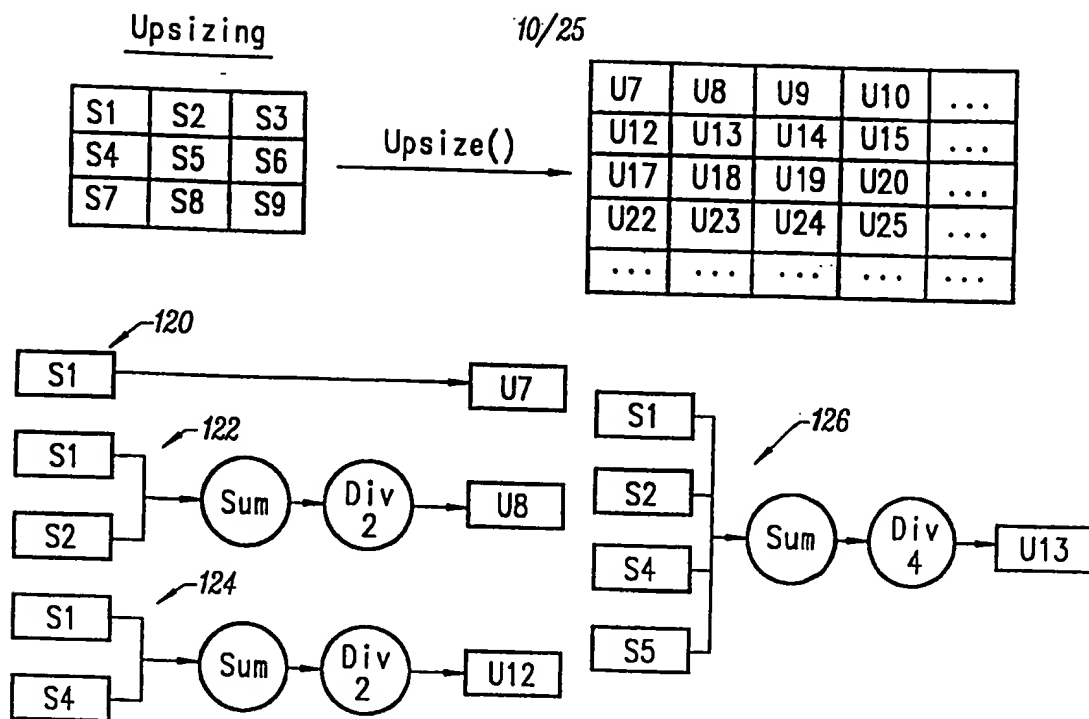 Upsizing
10/25
S1 S2 S3
S4 S5 S6
S7 S8 S9
Upsize()
U7 U8 U9 U10 ...
U12 U13 U14 U15 ...
U17 U18 U19 U20 ...
U22 U23 U24 U25 ...
... ... ... ... ...
120
S1
U7
122
S1
S2
Sum
Div
2
U8
124
S1
S4
Sum
Div
2
U12
126
S1
S2
S4
S5
Sum
Div
4
U13